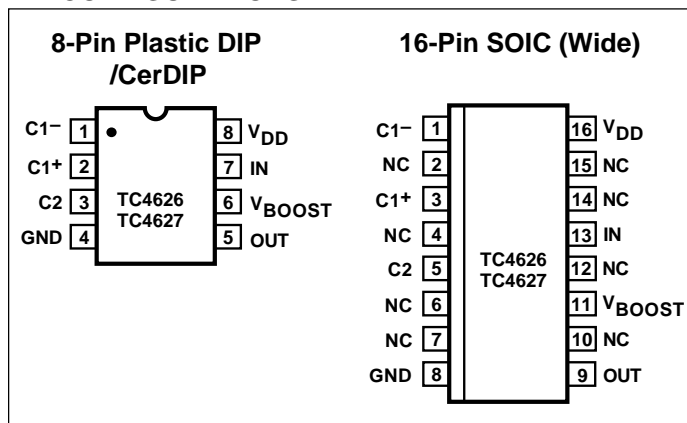 8-Pin Plastic DIP
/CerDIP
C1– 1
C1+ 2
C2 3
GND 4
TC4626
TC4627
8 VDD
7 IN
6 VBOOST
5 OUT
16-Pin SOIC (Wide)
C1– 1
NC 2
C1+ 3
NC 4
C2 5
NC 6
NC 7
GND 8
TC4626
TC4627
16 VDD
15 NC
14 NC
13 IN
12 NC
11 VBOOST
10 NC
9 OUT